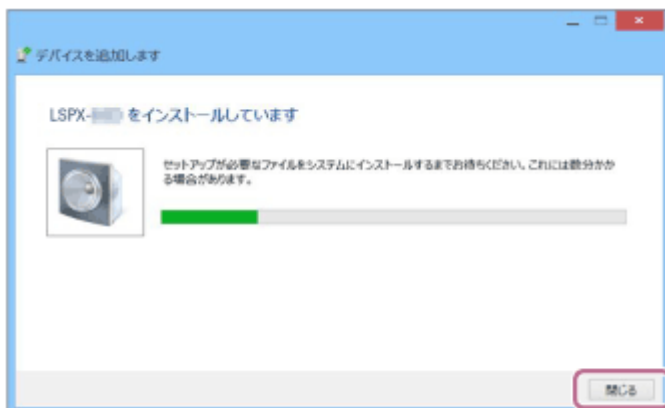 デバイスを追加します
LSPX- をインストールしています
セットアップが必要なファイルをシステムにインストールするまでお待ちください。これには数分かか
る場合があります。
閉じる